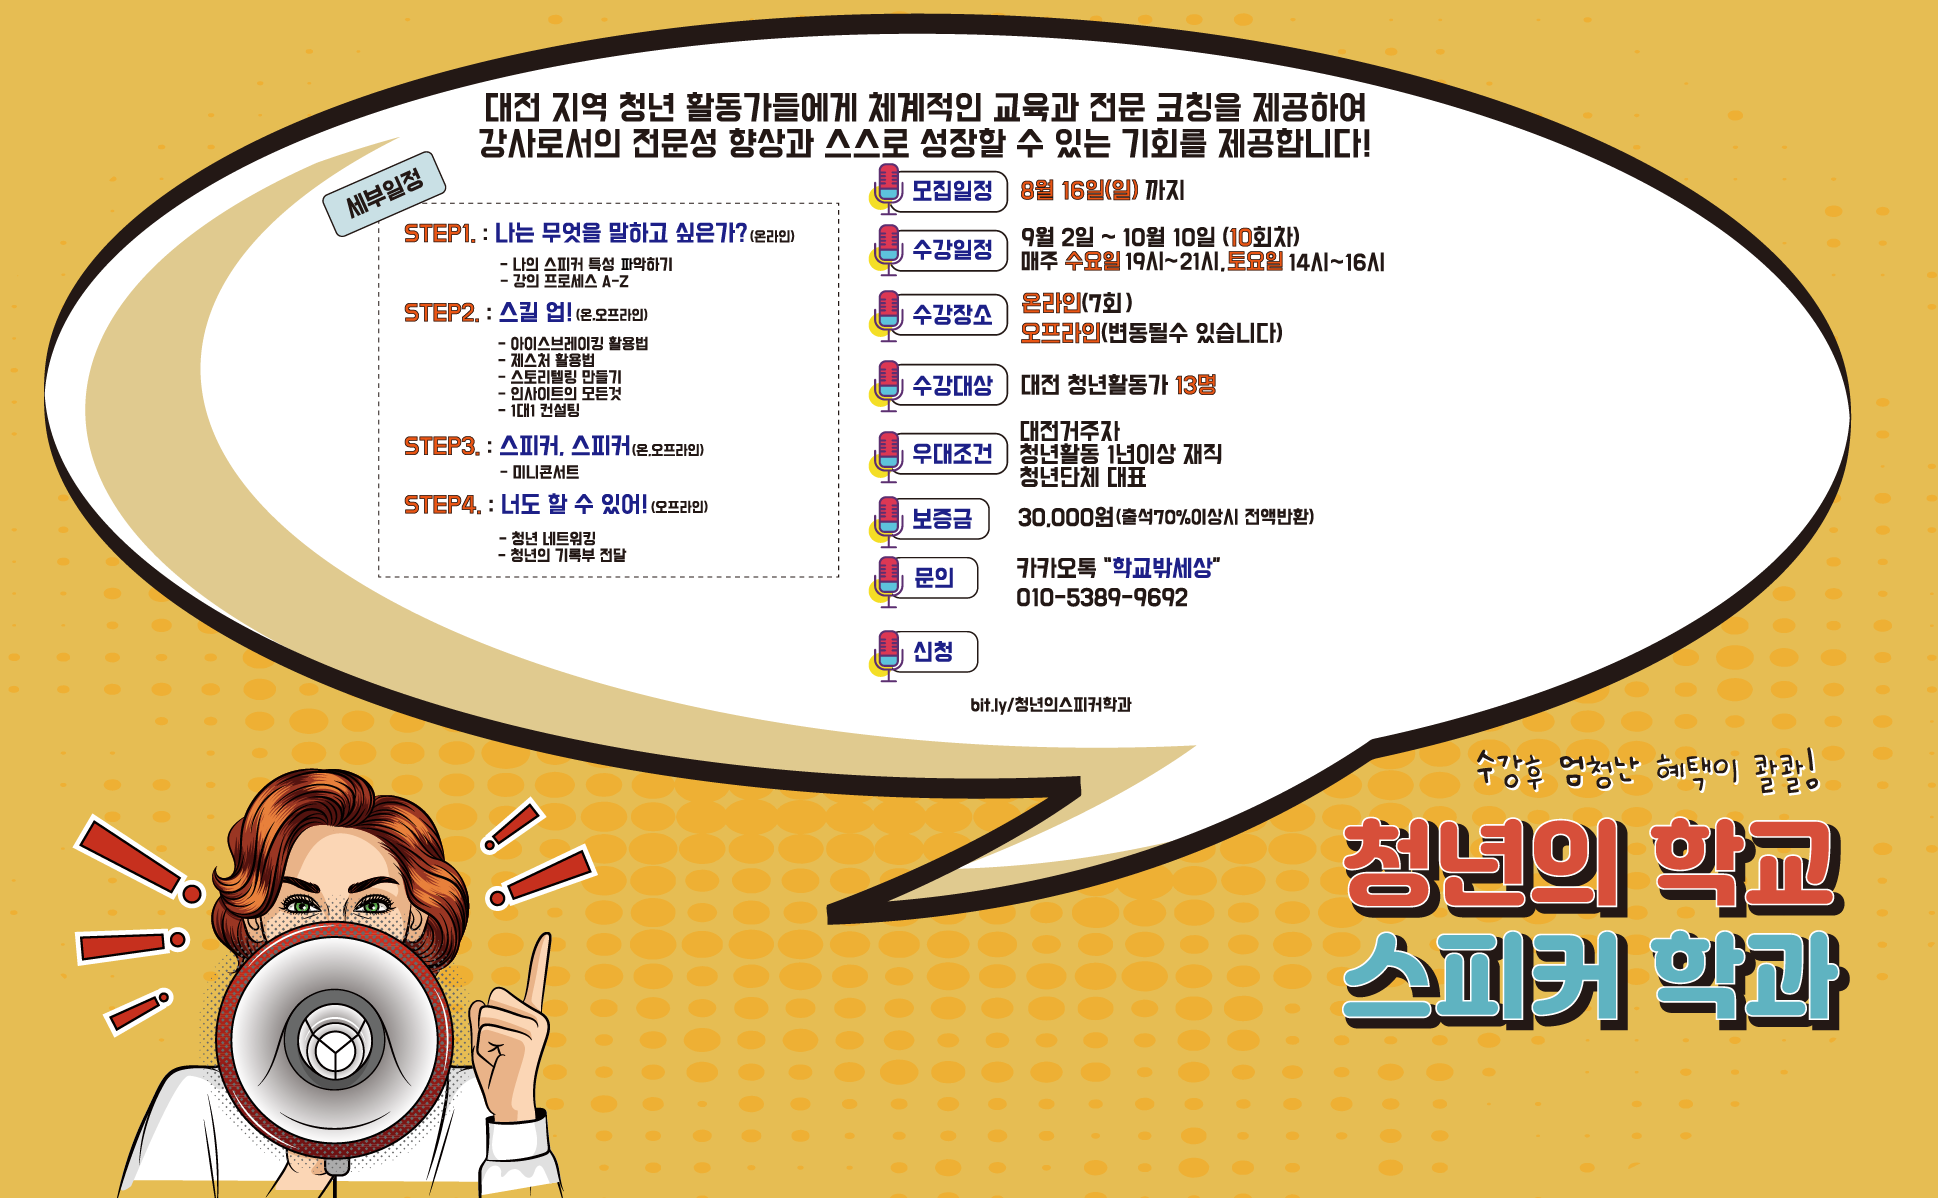 대전 지역 청년 활동가들에게 체계적인 교육과 전문 코칭을 제공하여
강사로서의 전문성 향상과 스스로 성장할 수 있는 기회를 제공합니다!
세부일정
STEP1. : 나는 무엇을 말하고 싶은가? (온라인)
- 나의 스피커 특성 파악하기
- 강의 프로세스 A-Z
STEP2. : 스킬 업! (온.오프라인)
- 아이스브레이킹 활용법
- 제스처 활용법
- 스토리텔링 만들기
- 인사이트의 모든것
- 1대1 컨설팅
STEP3. : 스피커, 스피커 (온.오프라인)
- 미니콘서트
STEP4. : 너도 할 수 있어! (오프라인)
- 청년 네트워킹
- 청년의 기록부 전달
모집일정 8월 16일(일) 까지
수강일정 9월 2일 ~ 10월 10일 (10회차)
매주 수요일 19시~21시, 토요일 14시~16시
수강장소 온라인(7회)
오프라인(변동될수 있습니다)
수강대상 대전 청년활동가 13명
우대조건 대전거주자
청년활동 1년이상 재직
청년단체 대표
보증금 30,000원 (출석70%이상시 전액반환)
문의 카카오톡 "학교밖세상"
010-5389-9692
신청
bit.ly/청년의스피커학과
수강후 엄청난 혜택이 콸콸!
청년의 학교
스피커 학과